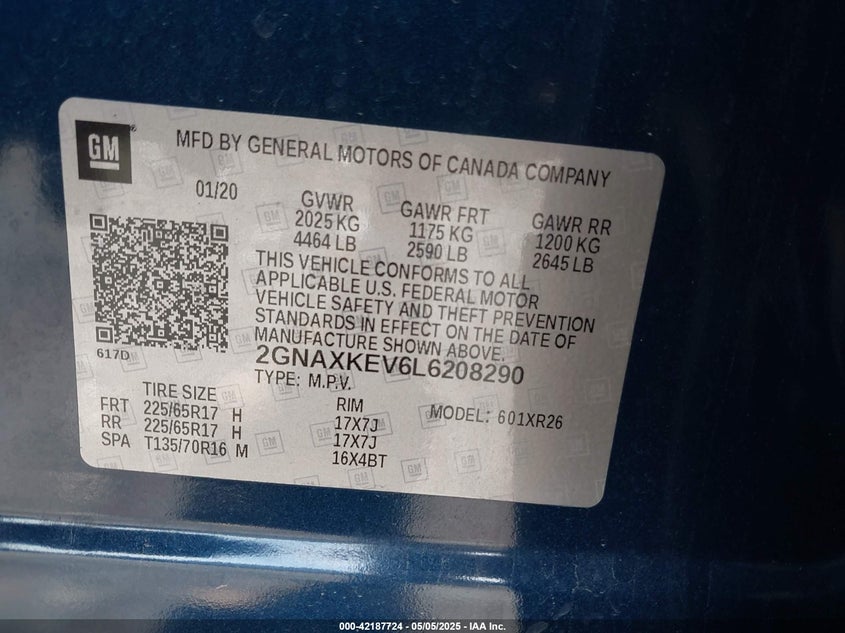 GM
MFD BY GENERAL MOTORS OF CANADA COMPANY
01/20
GVWR
2025 KG
4464 LB
GAWR FRT
1175 KG
2590 LB
GAWR RR
1200 KG
2645 LB
THIS VEHICLE CONFORMS TO ALL
APPLICABLE U.S. FEDERAL MOTOR
VEHICLE SAFETY AND THEFT PREVENTION
STANDARDS IN EFFECT ON THE DATE OF
MANUFACTURE SHOWN ABOVE.
617D
2GNAXKEV6L6208290
TYPE: M.P.V.
MODEL: 601XR26
TIRE SIZE
FRT 225/65R17 H
RR 225/65R17 H
SPA T135/70R16 M
RIM
17X7J
17X7J
16X4BT
000-42187724 - 05/05/2025 - IAA Inc.